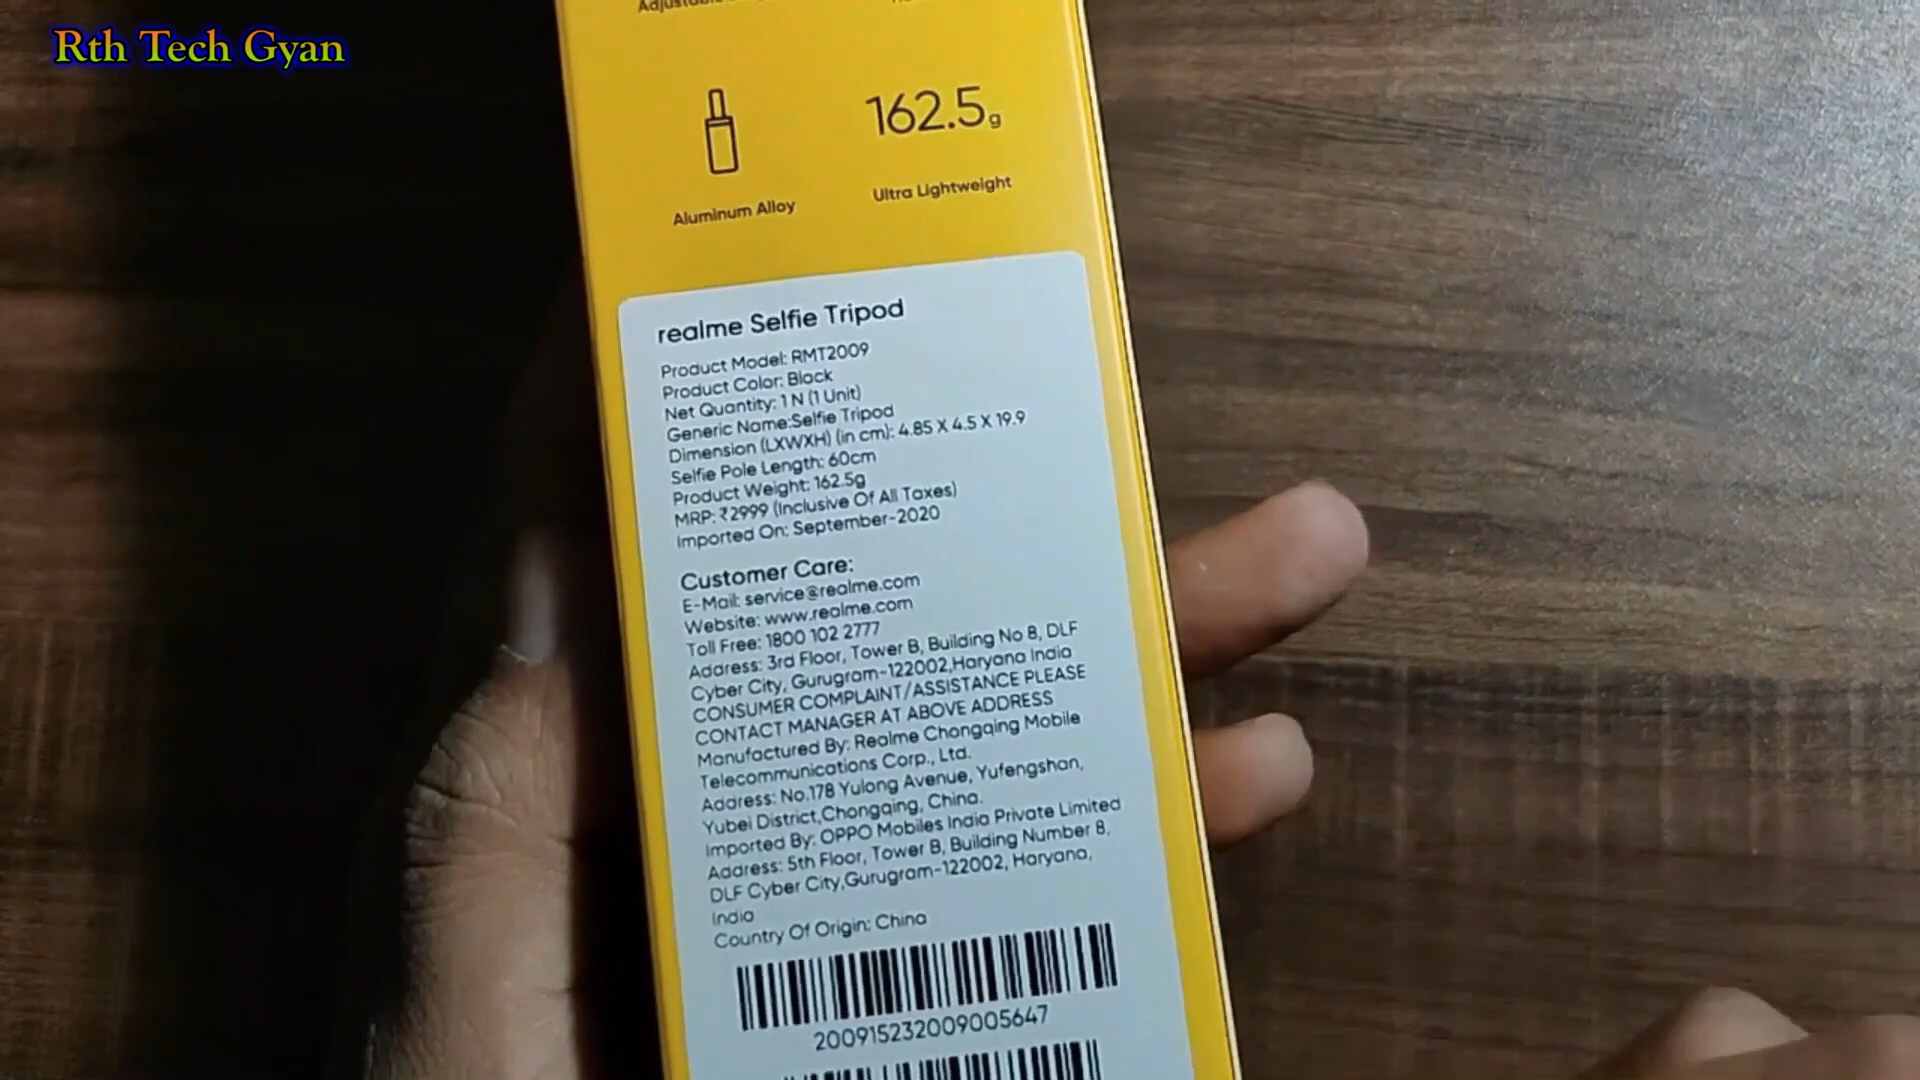 Rth Tech Gyan
162.5g
Aluminum Alloy
Ultra Lightweight
realme Selfie Tripod
Product Model: RMT2009
Product Color: Black
Net Quantity: 1 N (1 Unit)
Generic Name:Selfie Tripod
Dimension (LXWXH) (in cm): 4.85 X 4.5 X 19.9
Selfie Pole Length: 60cm
Product Weight: 162.5g
MRP: ₹2999 (Inclusive Of All Taxes)
Imported On: September-2020
Customer Care:
E-Mail: service@realme.com
Website: www.realme.com
Toll Free: 1800 102 2777
Address: 3rd Floor, Tower B, Building No 8, DLF
Cyber City, Gurugram-122002,Haryana India
CONSUMER COMPLAINT/ASSISTANCE PLEASE
CONTACT MANAGER AT ABOVE ADDRESS
Manufactured By: Realme Chongqing Mobile
Telecommunications Corp., Ltd.
Address: No.178 Yulong Avenue, Yufengshan,
Yubei District,Chongqing, China.
Imported By: OPPO Mobiles India Private Limited
Address: 5th Floor, Tower B, Building Number 8,
DLF Cyber City,Gurugram-122002, Haryana,
India
Country Of Origin: China
200915232009005647